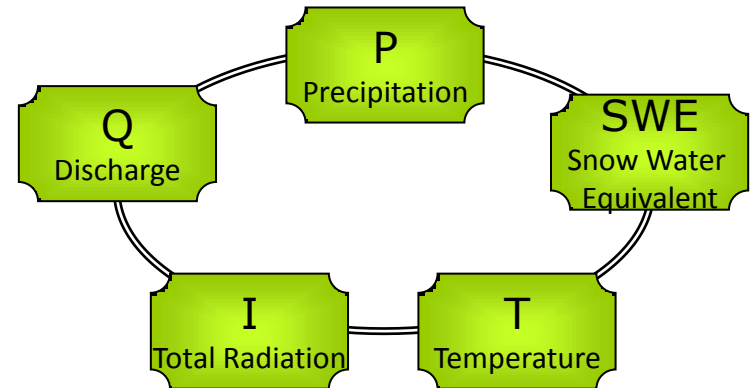 P
Precipitation
Q
Discharge
SWE
Snow Water
Equivalent
I
Total Radiation
T
Temperature